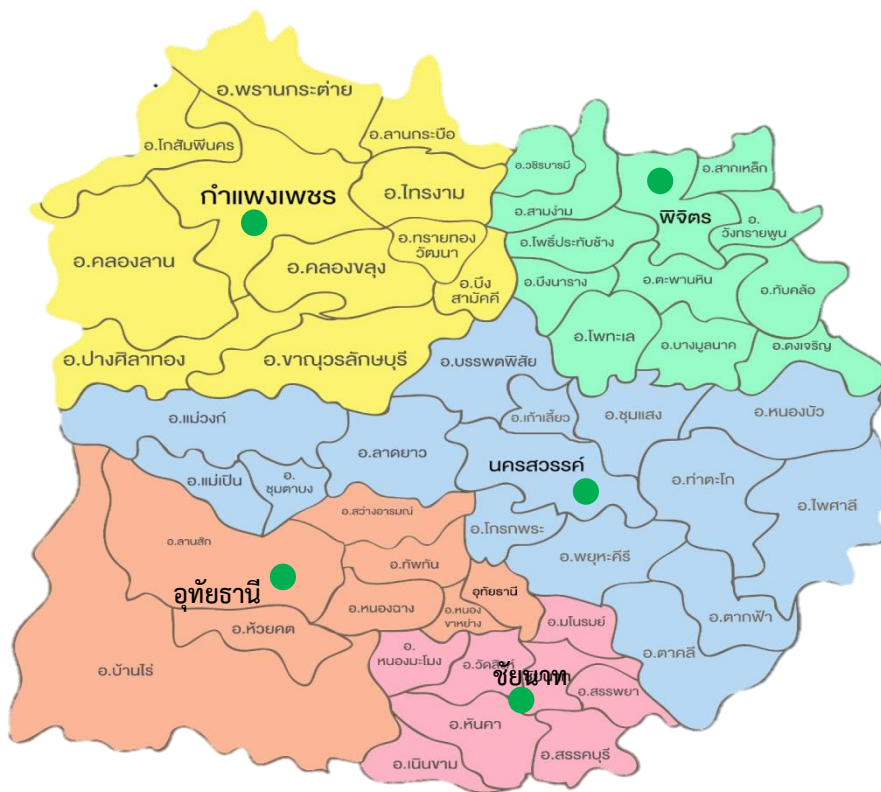 อ.พรานกระต่าย
อ.ลานกระบือ
อ.โกสัมพีนคร
กำแพงเพชร
อ.ไทรงาม
อ.ทรายทอง
วัฒนา
อ.คลองลาน
อ.คลองขลุง
อ.บึง
สามัคคี
อ.ปางศิลาทอง
อ.ขาณุวรลักษบุรี
อ.วชิรบารมี
อ.สากเหล็ก
อ.สามง่าม
พิจิตร
อ.
วังทรายพูน
อ.โพธิ์ประทับช้าง
อ.บึงนาราง
อ.ตะพานหิน
อ.ทับคล้อ
อ.โพทะเล
อ.บางมูลนาค
อ.ดงเจริญ
อ.บรรพตพิสัย
อ.แม่วงก์
อ.เก้าเลี้ยว
อ.ชุมแสง
อ.หนองบัว
อ.ลาดยาว
นครสวรรค์
อ.แม่เปิน
อ.
ชุมตาบง
อ.ท่าตะโก
อ.ไพศาลี
อ.โกรกพระ
อ.พยุหะคีรี
อ.ตากฟ้า
อ.ตาคลี
อ.สว่างอารมณ์
อ.ลานสัก
อ.ทัพทัน
อุทัยธานี
อุทัยธานี
อ.หนองฉาง
อ.หนอง
ขาหย่าง
อ.ห้วยคต
อ.บ้านไร่
อ.มโนรมย์
อ.
หนองมะโมง
อ.วัดสิงห์
ชัยนาท
อ.สรรพยา
อ.หันคา
อ.สรรคบุรี
อ.เนินขาม